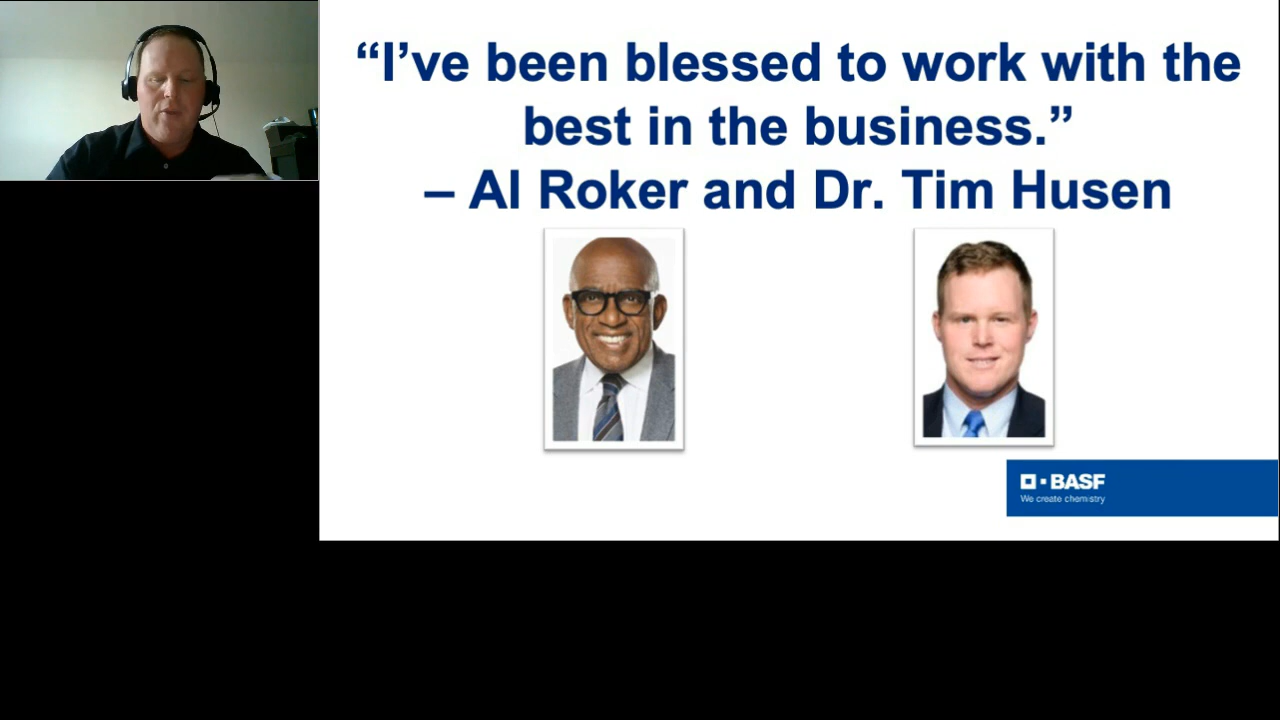 “I’ve been blessed to work with the
best in the business.”
– Al Roker and Dr. Tim Husen
BASF
We create chemistry